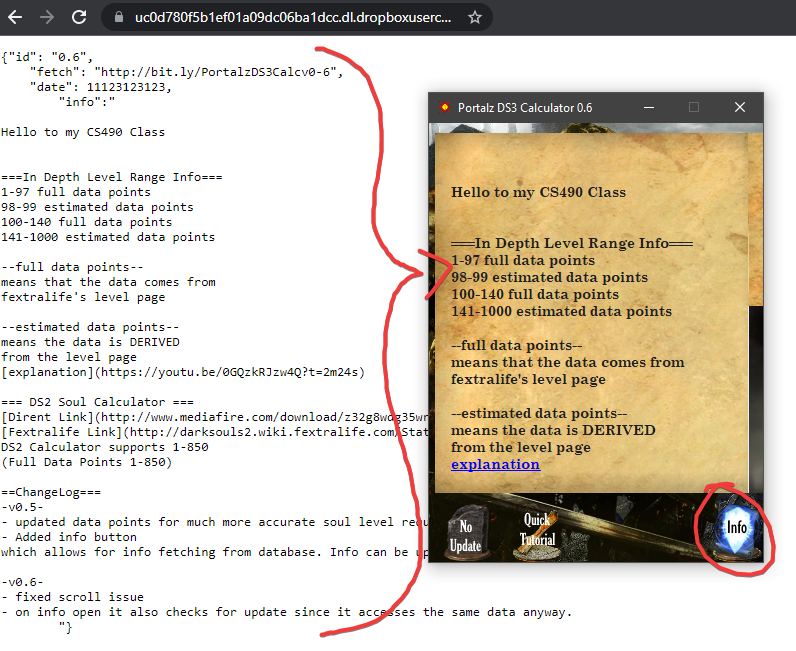 uc0d780f5b1ef01a09dc06ba1dcc.dl.dropboxuserc...
{"id": "0.6",
"fetch": "http://bit.ly/PortalzDS3Calcv0-6",
"date": 11123123123,
"info":"
Hello to my CS490 Class
===In Depth Level Range Info===
1-97 full data points
98-99 estimated data points
100-140 full data points
141-1000 estimated data points
--full data points--
means that the data comes from
fextralife's level page
--estimated data points--
means the data is DERIVED
from the level page
[explanation](https://youtu.be/0GQzkRJzw4Q?t=2m24s)
=== DS2 Soul Calculator ===
[Dirent Link](http://www.mediafire.com/download/
[Fextralife Link](http://darksouls2.wiki.fextralife.com/Stat
DS2 Calculator supports 1-850
(Full Data Points 1-850)
==ChangeLog===
-v0.5-
- updated data points for much more accurate soul level
- Added info button
which allows for info fetching from database. Info can be
-v0.6-
- fixed scroll issue
- on info open it also checks for update since it accesses the same data anyway.
"}
Portalz DS3 Calculator 0.6
Hello to my CS490 Class
===In Depth Level Range Info===
1-97 full data points
98-99 estimated data points
100-140 full data points
141-1000 estimated data points
--full data points--
means that the data comes from
fextralife's level page
--estimated data points--
means the data is DERIVED
from the level page
explanation
No
Update
Quick
Tutorial
Info